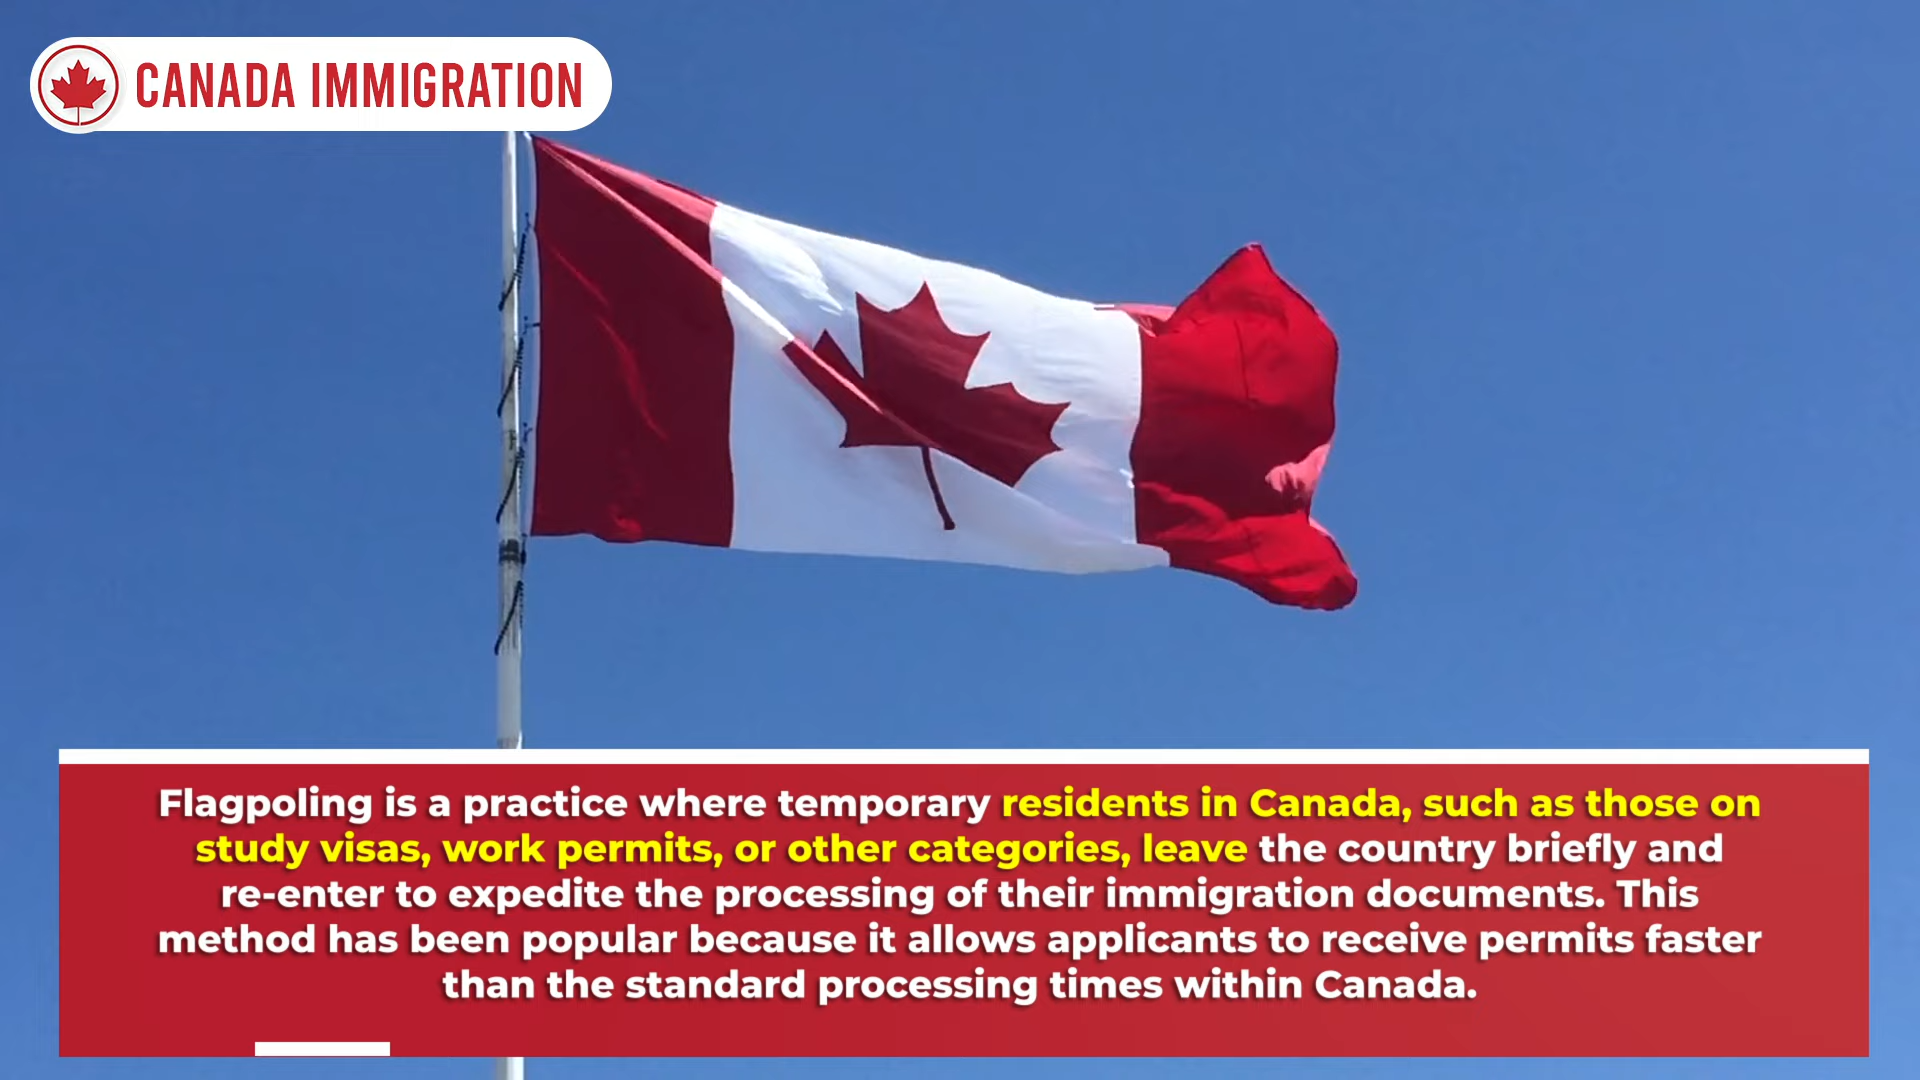 CANADA IMMIGRATION
Flagpoling is a practice where temporary residents in Canada, such as those on
study visas, work permits, or other categories, leave the country briefly and
re-enter to expedite the processing of their immigration documents. This
method has been popular because it allows applicants to receive permits faster
than the standard processing times within Canada.